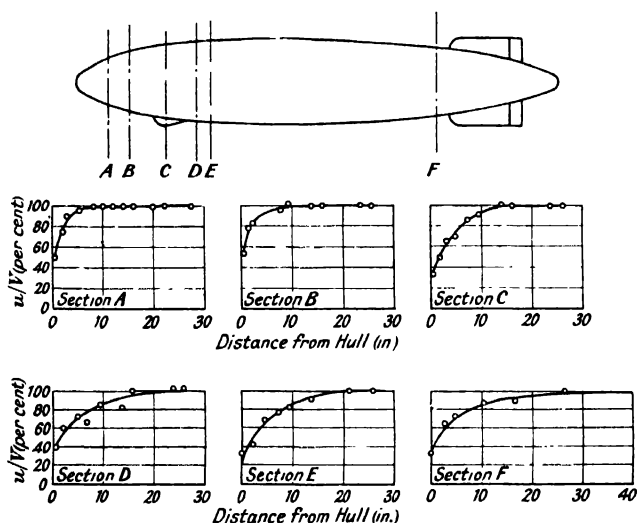 F
A B C D E
u/V(per cent)
100
80
60
40
20
0
Section A
Section B
Section C
0 10 20 30
0 10 20 30
0 10 20 30
Distance from Hull (in)
u/V(per cent)
100
80
60
40
20
0
Section D
Section E
Section F
0 10 20 30
0 10 20 30
0 20 40
Distance from Hull (in.)